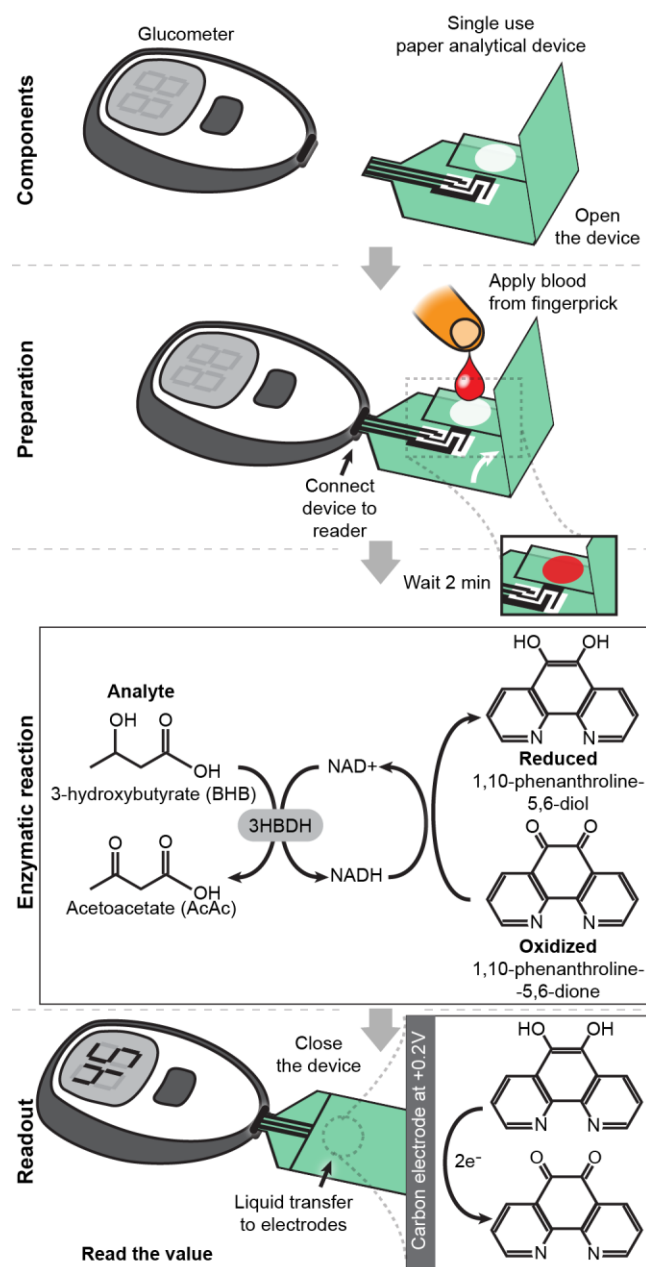 Components
Glucometer
Single use
paper analytical device
Open
the device
Preparation
Apply blood
from fingerprick
Connect
device to
reader
Wait 2 min
Enzymatic reaction
Analyte
OH
O
OH
3-hydroxybutyrate (BHB)
3HBDH
O
O
OH
Acetoacetate (AcAc)
NAD+
NADH
HO
OH
N
N
Reduced
1,10-phenanthroline-
5,6-diol
O
O
N
N
Oxidized
1,10-phenanthroline-
-5,6-dione
Readout
Close
the device
Liquid transfer
to electrodes
Read the value
Carbon electrode at +0.2V
HO
OH
N
N
2e⁻
O
O
N
N